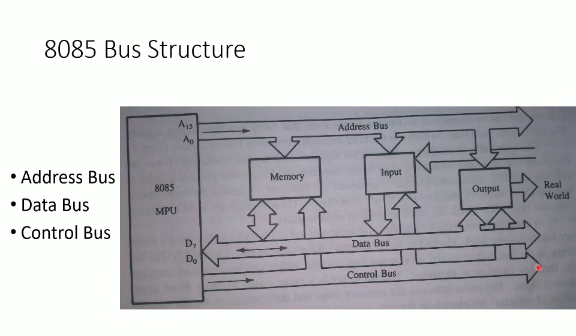 8085 Bus Structure
• Address Bus
• Data Bus
• Control Bus
A15
A0
Address Bus
8085
MPU
Memory
Input
Output
Real
World
D7
D0
Data Bus
Control Bus